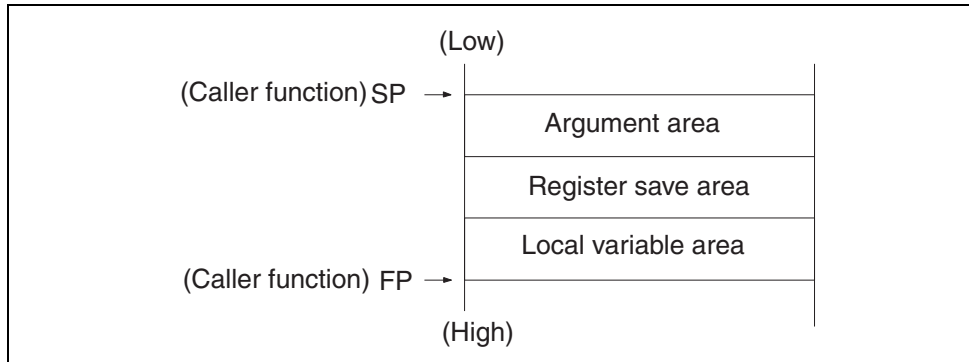 (Low)
(Caller function) SP
Argument area
Register save area
Local variable area
(Caller function) FP
(High)